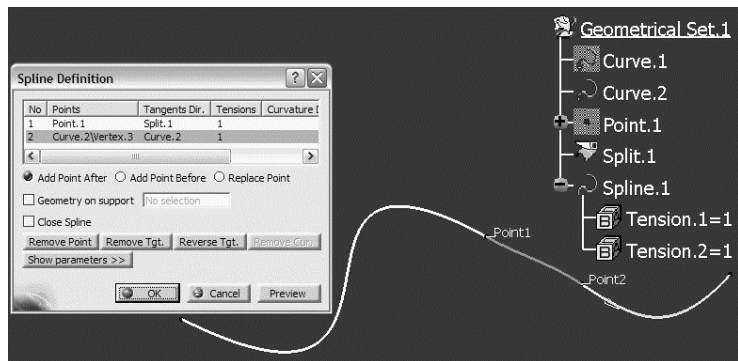 Geometrical Set.1
Curve.1
Curve.2
Point.1
Split.1
Spline.1
Tension.1=1
Tension.2=1
Spline Definition
No Points Tangents Dir. Tensions Curvature D
1 Point.1 Split.1 1
2 Curve.2\Vertex.3 Curve.2 1
Add Point After Add Point Before Replace Point
Geometry on support No selection
Close Spline
Remove Point Remove Tgt. Reverse Tgt. Remove Cur.
Show parameters >>
OK Cancel Preview
Point1
Point2